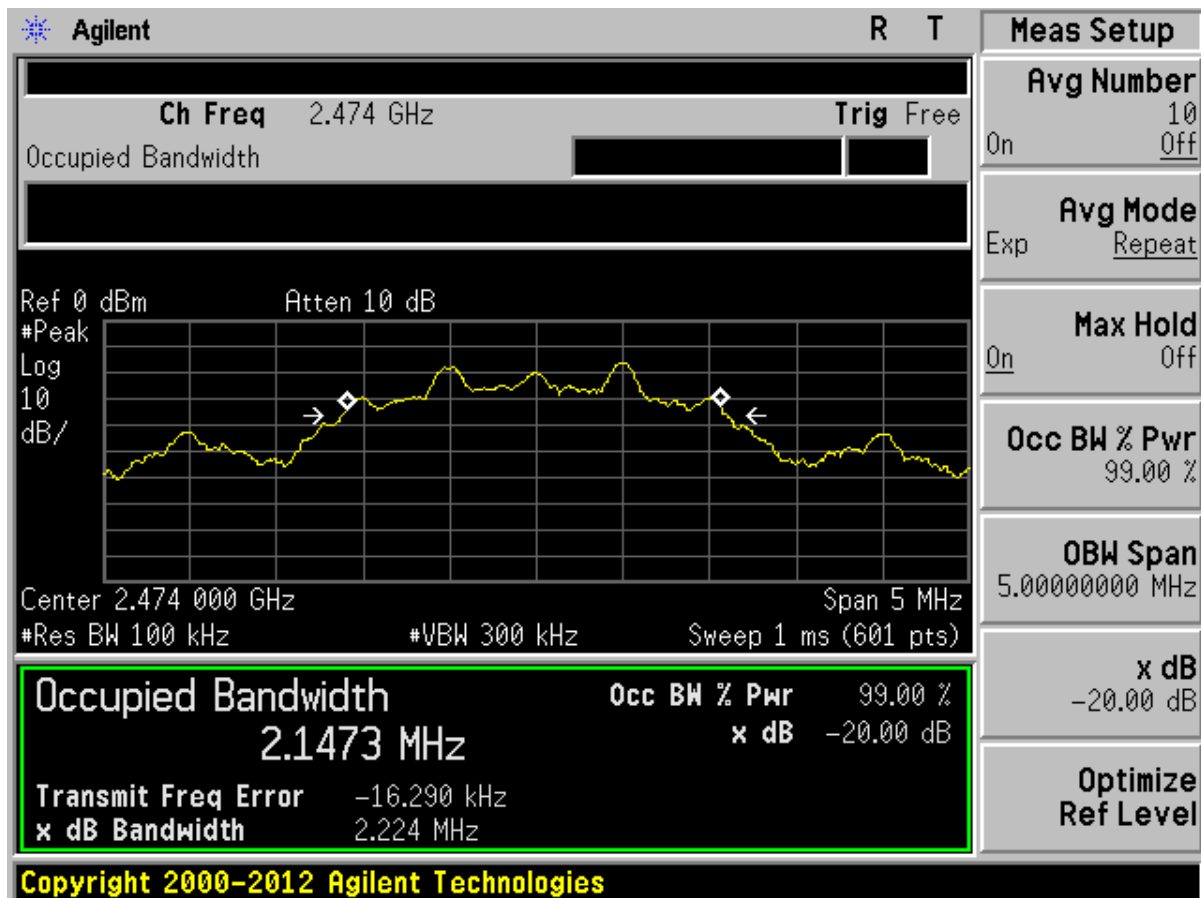 Agilent R T
Ch Freq 2.474 GHz Trig Free
Occupied Bandwidth
Ref 0 dBm Atten 10 dB
#Peak
Log
10
dB/
Center 2.474 000 GHz Span 5 MHz
#Res BW 100 kHz #VBW 300 kHz Sweep 1 ms (601 pts)
Occupied Bandwidth Occ BW % Pwr 99.00 %
2.1473 MHz x dB -20.00 dB
Transmit Freq Error -16.290 kHz
x dB Bandwidth 2.224 MHz
Copyright 2000-2012 Agilent Technologies
Meas Setup
Avg Number
10
On Off
Avg Mode
Exp Repeat
Max Hold
On Off
Occ BW % Pwr
99.00 %
OBW Span
5.00000000 MHz
x dB
-20.00 dB
Optimize
Ref Level